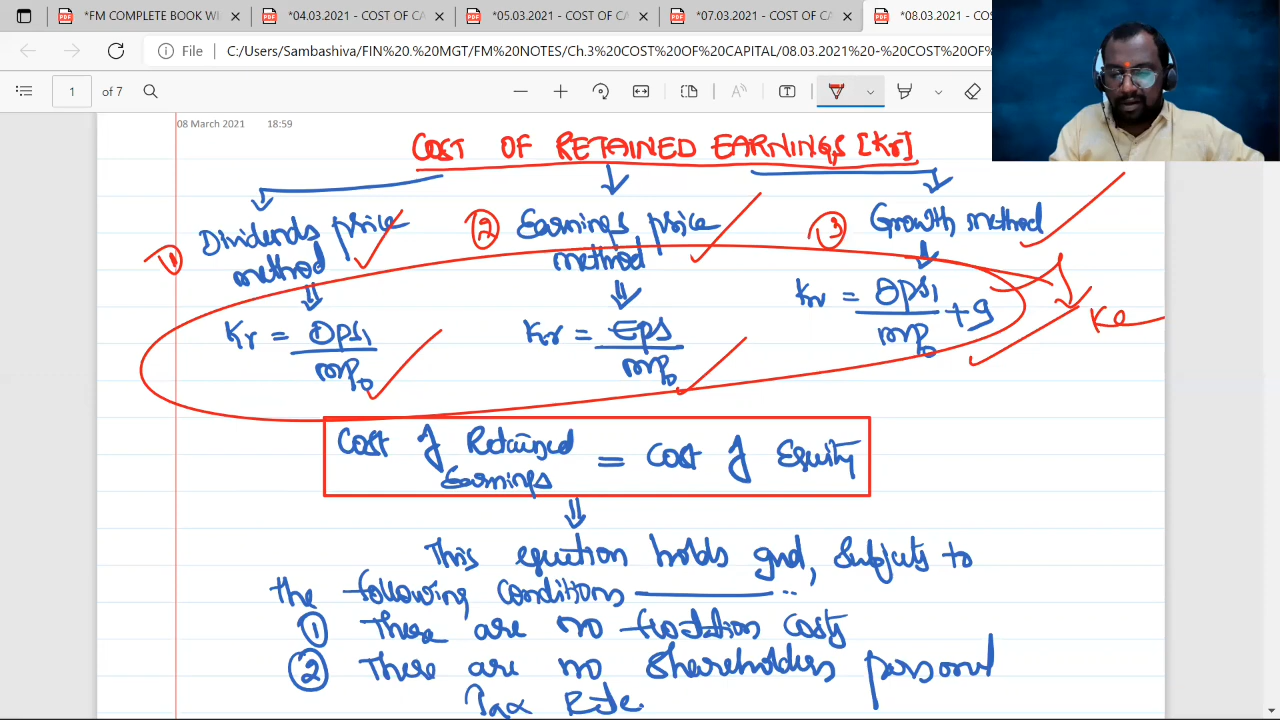 *FM COMPLETE BOOK WI
*04.03.2021 - COST OF CA
*05.03.2021 - COST OF CA
*07.03.2021 - COST OF CA
*08.03.2021 - COST OF
File
C:/Users/Sambashiva/FIN%20.%20MGT/FM%20NOTES/Ch.3%20COST%20OF%20CAPITAL/08.03.2021%20-%20COST%20OF%
1 of 7
08 March 2021 18:59
COST OF RETAINED EARNINGS [Kr]
① Dividends price
method
② Earnings price
method
③ Growth method
Kr = DPS1
MP0
Kr = EPS
MP0
Kr = DPS1 + g
MP0
Ke
Cost of Retained
Earnings
= Cost of Equity
This equation holds good, subjects to
the following conditions
① There are no floatation costs
② There are no shareholders personal
Tax Rate